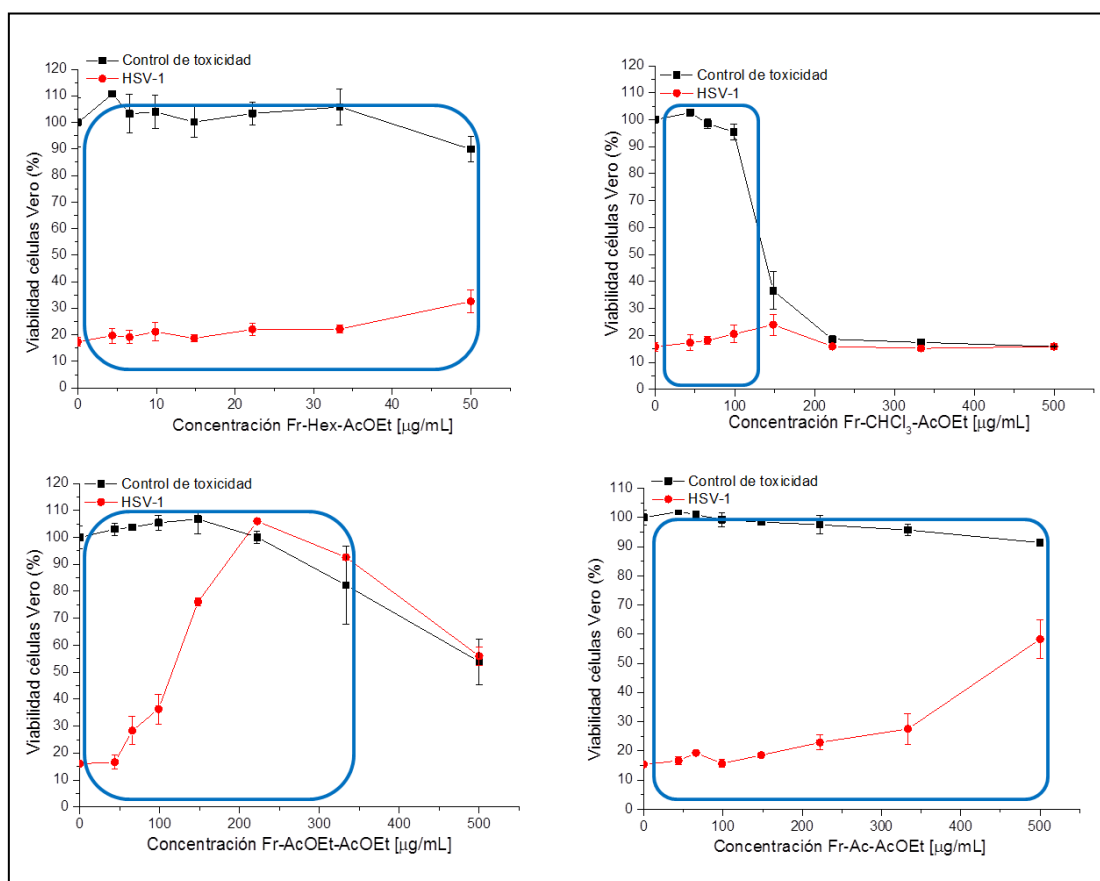 Control de toxicidad
HSV-1
120
110
100
90
80
70
60
50
40
30
20
10
0
Viabilidad células Vero (%)
0 10 20 30 40 50
Concentración Fr-Hex-AcOEt [µg/mL]
Control de toxicidad
HSV-1
120
110
100
90
80
70
60
50
40
30
20
10
0
Viabilidad células Vero (%)
0 100 200 300 400 500
Concentración Fr-CHCl₃-AcOEt [µg/mL]
Control de toxicidad
HSV-1
120
110
100
90
80
70
60
50
40
30
20
10
0
Viabilidad células Vero (%)
0 100 200 300 400 500
Concentración Fr-AcOEt-AcOEt [µg/mL]
Control de toxicidad
HSV-1
110
100
90
80
70
60
50
40
30
20
10
0
Viabilidad células Vero (%)
0 100 200 300 400 500
Concentración Fr-Ac-AcOEt [µg/mL]